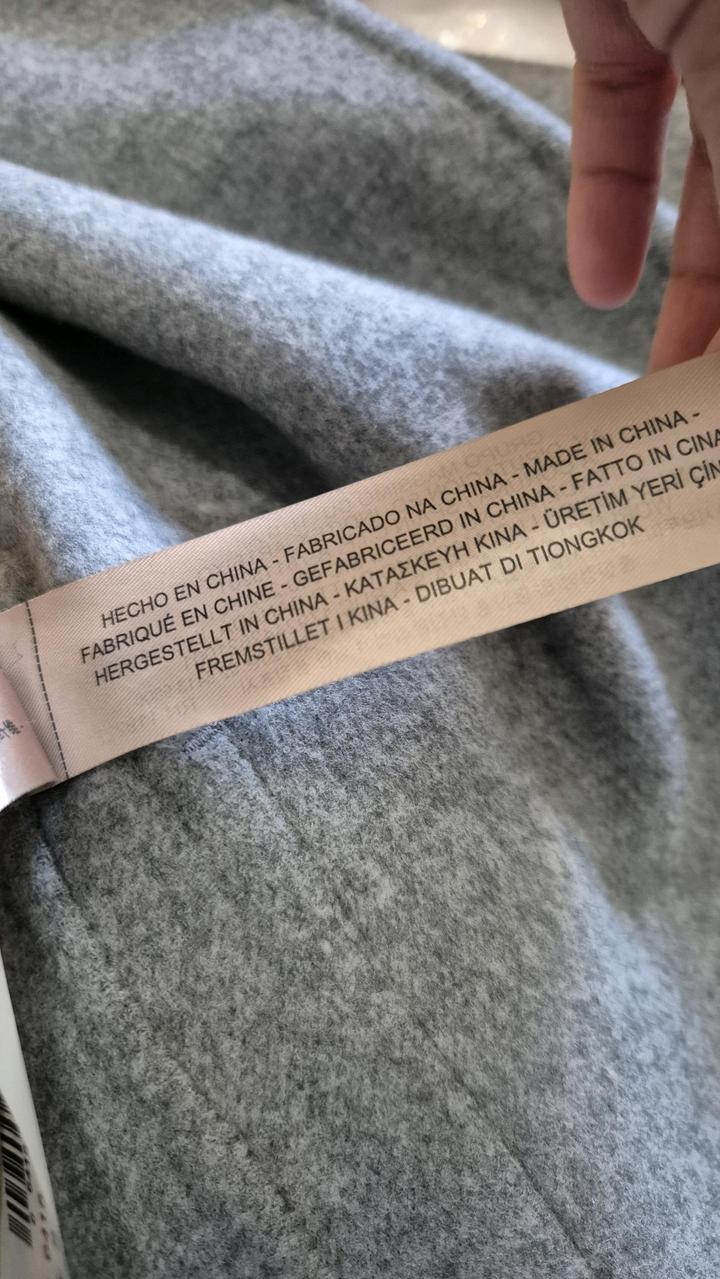 HECHO EN CHINA - FABRICADO NA CHINA - MADE IN CHINA -
FABRIQUÉ EN CHINE - GEFABRICEERD IN CHINA - FATTO IN CINA
HERGESTELLT IN CHINA - ΚΑΤΑΣΚΕΥΗ ΚΙΝΑ - ÜRETİM YERİ ÇİN
FREMSTILLET I KINA - DIBUAT DI TIONGKOK